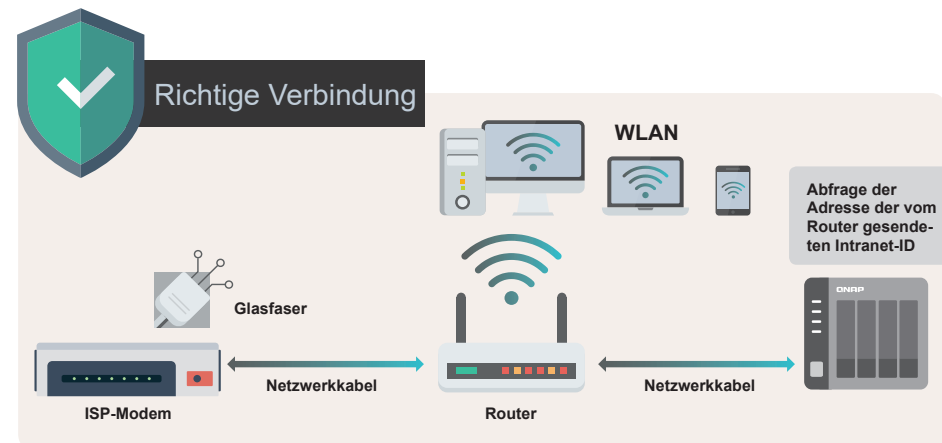 Richtige Verbindung
WLAN
Abfrage der
Adresse der vom
Router gesende-
ten Intranet-ID
QNAP
Glasfaser
Netzwerkkabel
Netzwerkkabel
ISP-Modem
Router